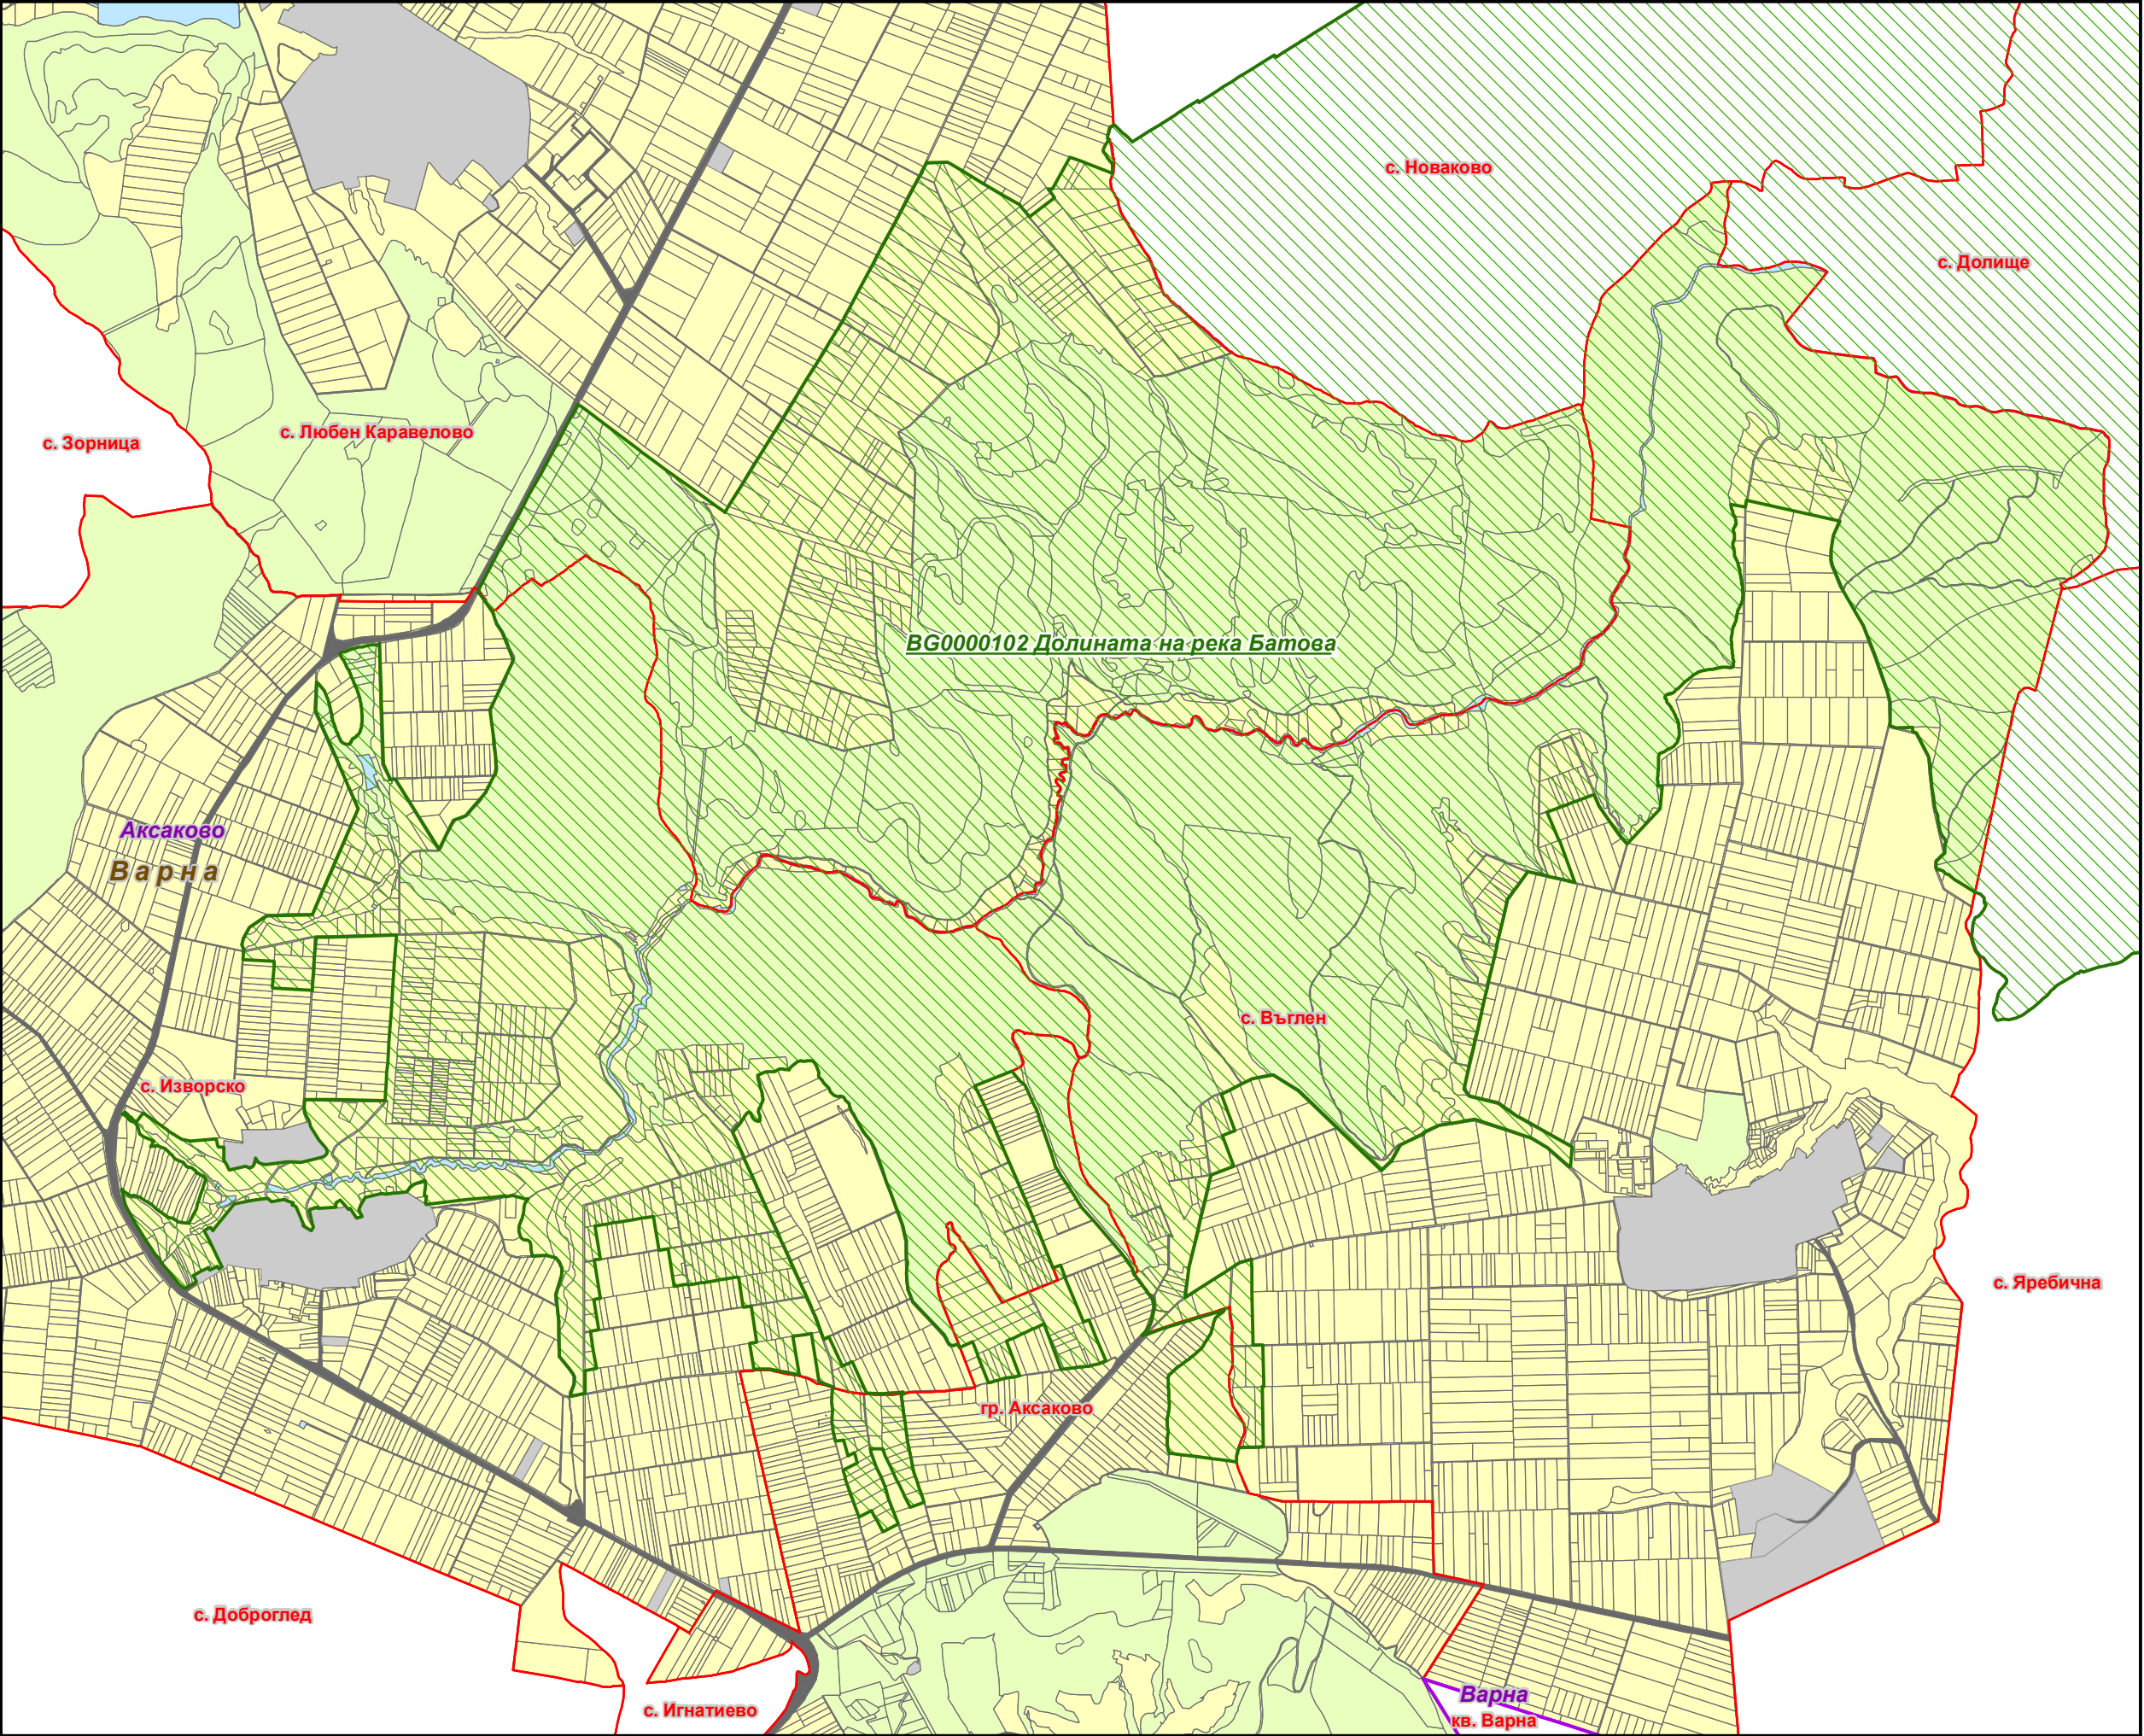 с. Новаково
с. Долище
с. Любен Каравелово
с. Зорница
BG0000102 Долината на река Батова
Аксаково
Варна
с. Въглен
с. Изворско
с. Яребична
гр. Аксаково
с. Доброглед
Варна
с. Игнатиево
кв. Варна